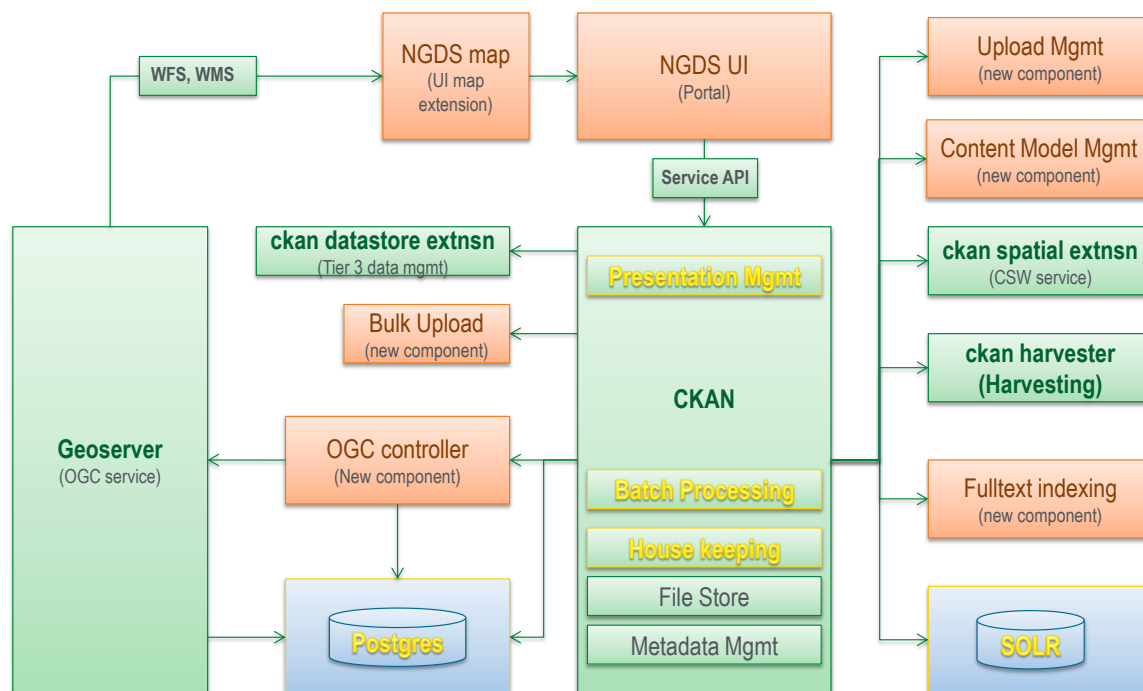 WFS, WMS
NGDS map
(UI map
extension)
NGDS UI
(Portal)
Upload Mgmt
(new component)
Service API
Content Model Mgmt
(new component)
ckan datastore extnsn
(Tier 3 data mgmt)
Presentation Mgmt
ckan spatial extnsn
(CSW service)
Bulk Upload
(new component)
ckan harvester
(Harvesting)
CKAN
Geoserver
(OGC service)
OGC controller
(New component)
Batch Processing
Fulltext indexing
(new component)
House keeping
File Store
Postgres
Metadata Mgmt
SOLR